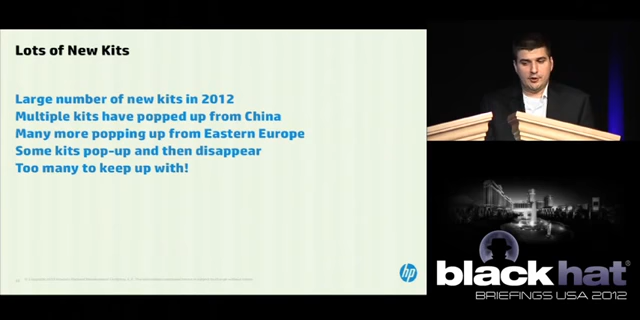 Lots of New Kits
Large number of new kits in 2012
Multiple kits have popped up from China
Many more popping up from Eastern Europe
Some kits pop-up and then disappear
Too many to keep up with!
hp
black hat®
BRIEFINGS USA 2012